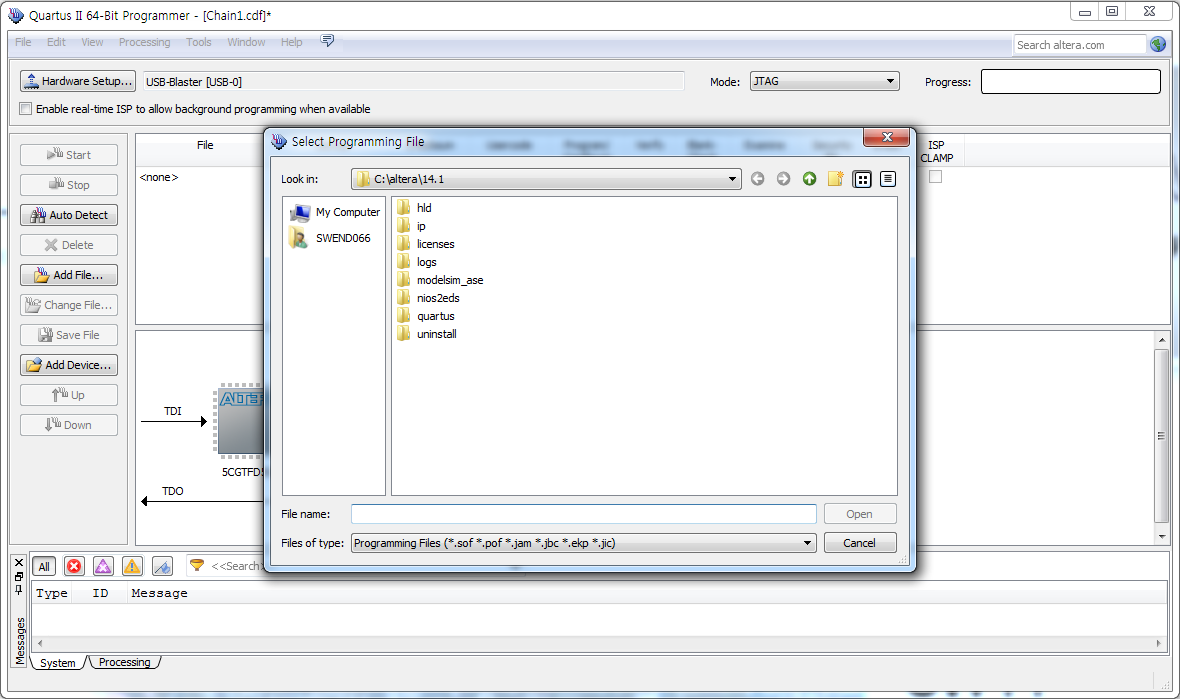 Quartus II 64-Bit Programmer - [Chain1.cdf]*
File Edit View Processing Tools Window Help
Search altera.com
Hardware Setup... USB-Blaster [USB-0] Mode: JTAG Progress:
Enable real-time ISP to allow background programming when available
Start
Stop
Auto Detect
Delete
Add File...
Change File...
Save File
Add Device...
Up
Down
File
ISP
CLAMP
<none>
TDI
ALTER
5CGTFD5
TDO
Select Programming File
Look in: C:\altera\14.1
My Computer
SWEND066
hld
ip
licenses
logs
modelsim_ase
nios2eds
quartus
uninstall
File name: Open
Files of type: Programming Files (*.sof *.pof *.jam *.jbc *.ekp *.jic) Cancel
All <<Search>
Type ID Message
Messages
System Processing